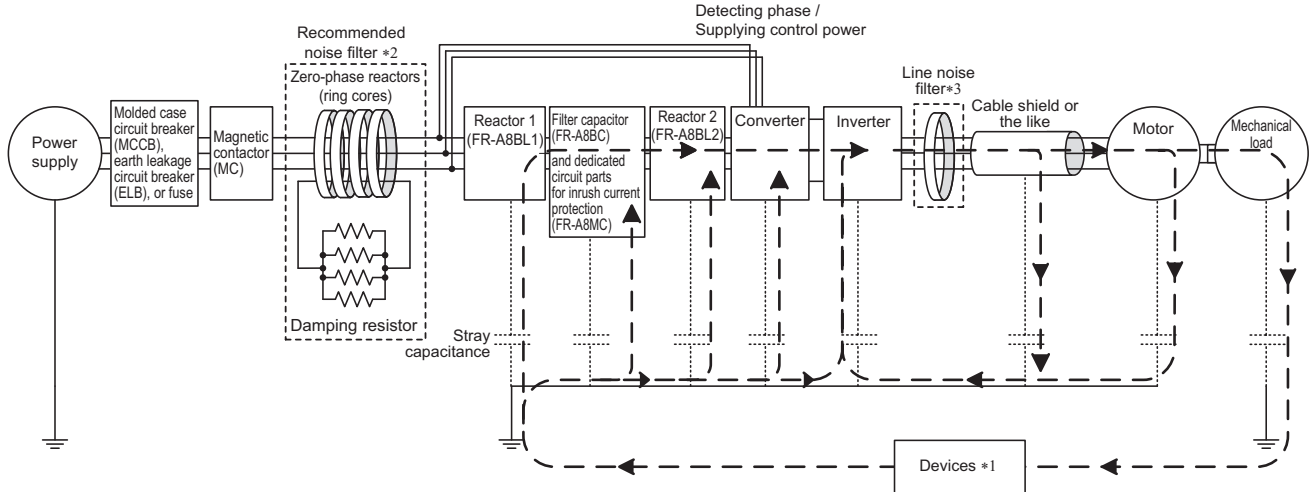 Detecting phase /
Supplying control power
Recommended
noise filter *2
Zero-phase reactors
(ring cores)
Line noise
filter*3
Cable shield or
the like
Power
supply
Molded case
circuit breaker
(MCCB),
earth leakage
circuit breaker
(ELB), or fuse
Magnetic
contactor
(MC)
Reactor 1
(FR-A8BL1)
Filter capacitor
(FR-A8BC)
and dedicated
circuit parts
for inrush current
protection
(FR-A8MC)
Reactor 2
(FR-A8BL2)
Converter
Inverter
Motor
Mechanical
load
Damping resistor
Stray
capacitance
Devices *1